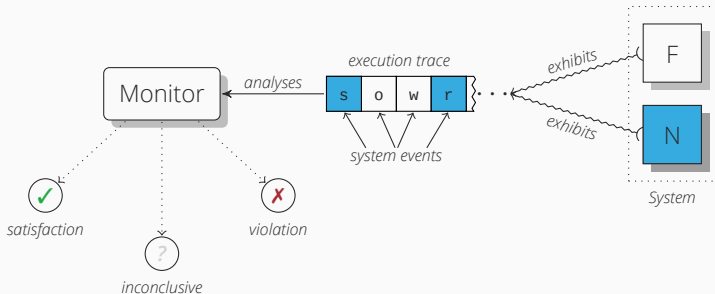 execution trace
Monitor
analyses
s o w r ...
system events
exhibits
exhibits
F
N
System
✓
satisfaction
?
inconclusive
✗
violation